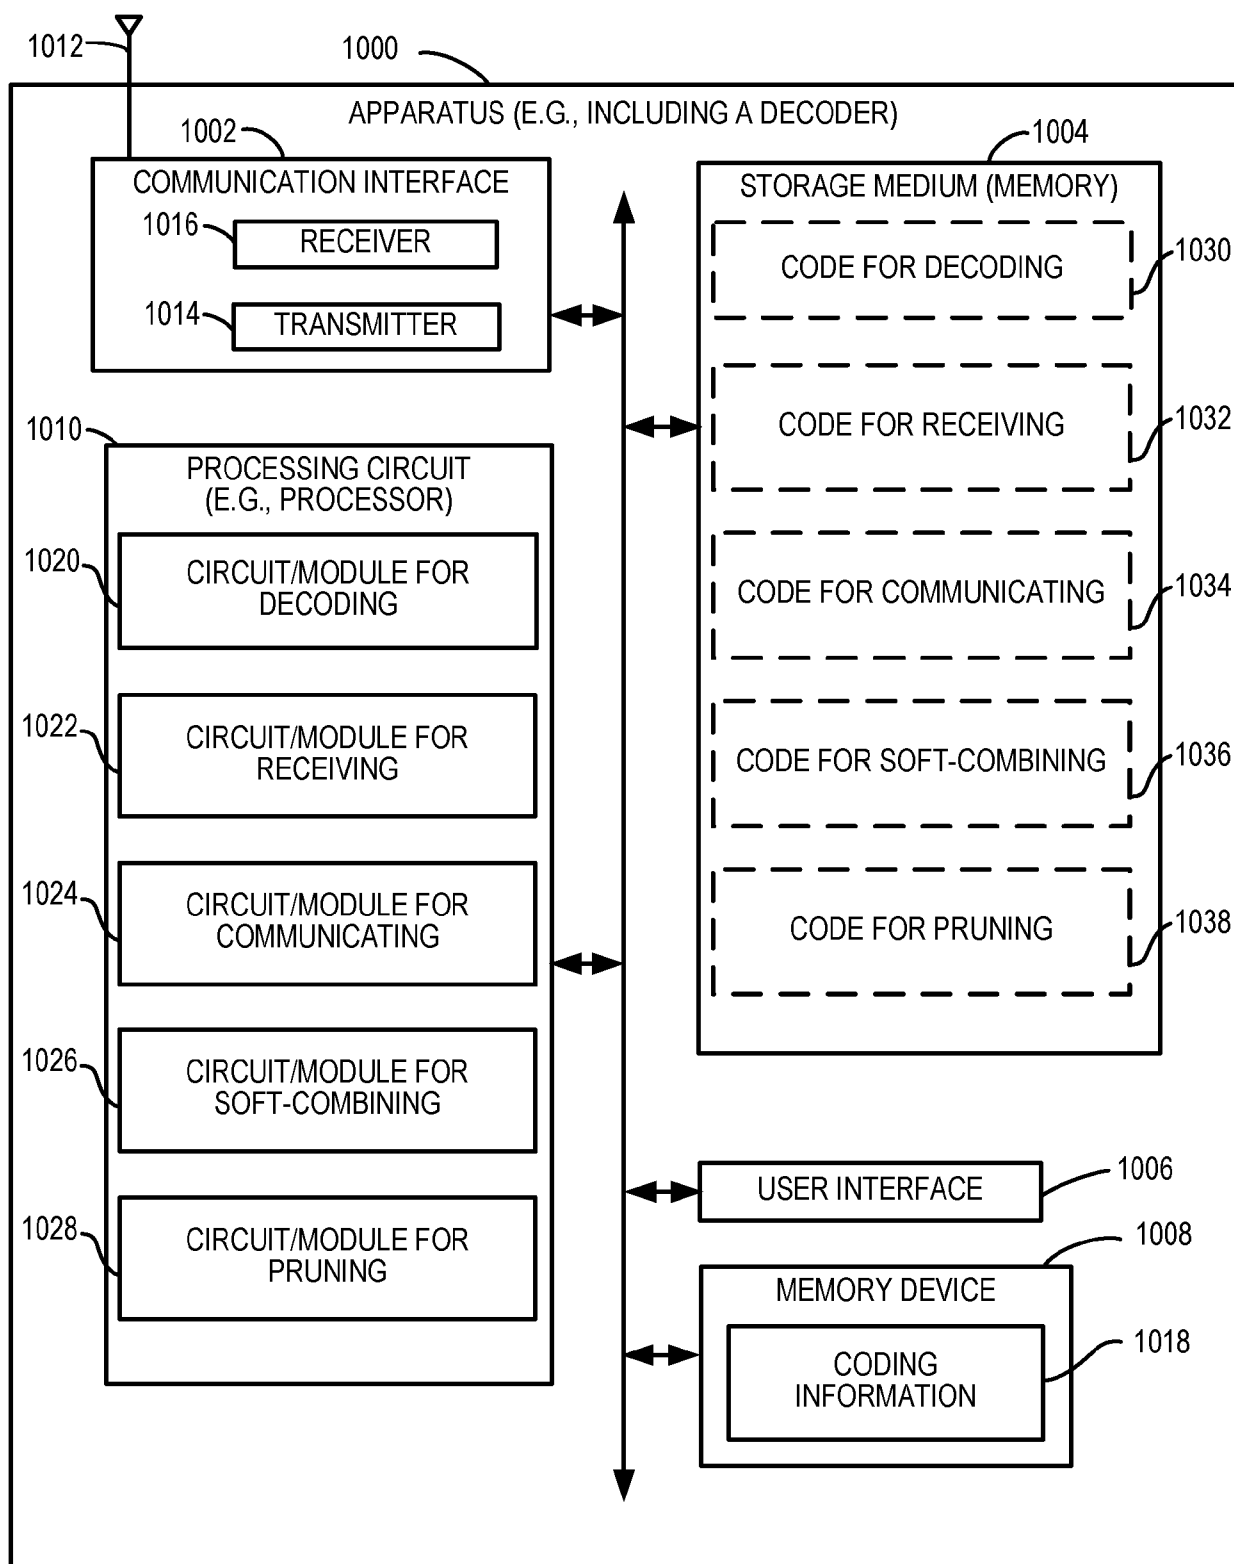 1012
1000
APPARATUS (E.G., INCLUDING A DECODER)
1002
COMMUNICATION INTERFACE
1016
RECEIVER
1014
TRANSMITTER
1004
STORAGE MEDIUM (MEMORY)
CODE FOR DECODING
1030
CODE FOR RECEIVING
1032
CODE FOR COMMUNICATING
1034
CODE FOR SOFT-COMBINING
1036
CODE FOR PRUNING
1038
1010
PROCESSING CIRCUIT
(E.G., PROCESSOR)
1020
CIRCUIT/MODULE FOR
DECODING
1022
CIRCUIT/MODULE FOR
RECEIVING
1024
CIRCUIT/MODULE FOR
COMMUNICATING
1026
CIRCUIT/MODULE FOR
SOFT-COMBINING
1028
CIRCUIT/MODULE FOR
PRUNING
1006
USER INTERFACE
1008
MEMORY DEVICE
1018
CODING
INFORMATION